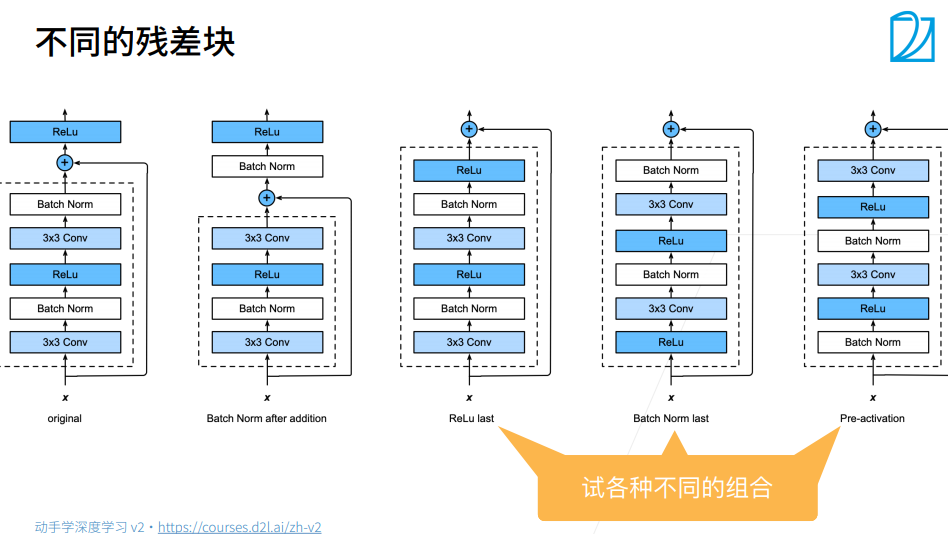 不同的残差块
ReLu
+
Batch Norm
3x3 Conv
ReLu
Batch Norm
3x3 Conv
x
original
ReLu
Batch Norm
+
3x3 Conv
ReLu
Batch Norm
3x3 Conv
x
Batch Norm after addition
+
ReLu
Batch Norm
3x3 Conv
ReLu
Batch Norm
3x3 Conv
x
ReLu last
+
Batch Norm
3x3 Conv
ReLu
Batch Norm
3x3 Conv
ReLu
x
Batch Norm last
+
3x3 Conv
ReLu
Batch Norm
3x3 Conv
ReLu
Batch Norm
x
Pre-activation
试各种不同的组合
动手学深度学习 v2 · https://courses.d2l.ai/zh-v2